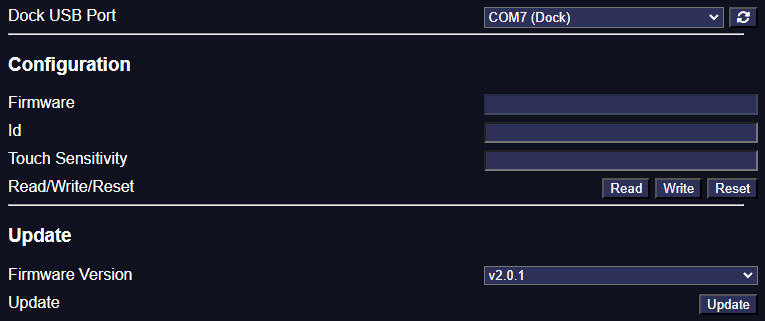 Dock USB Port COM7 (Dock)
Configuration
Firmware
Id
Touch Sensitivity
Read/Write/Reset Read Write Reset
Update
Firmware Version v2.0.1
Update Update